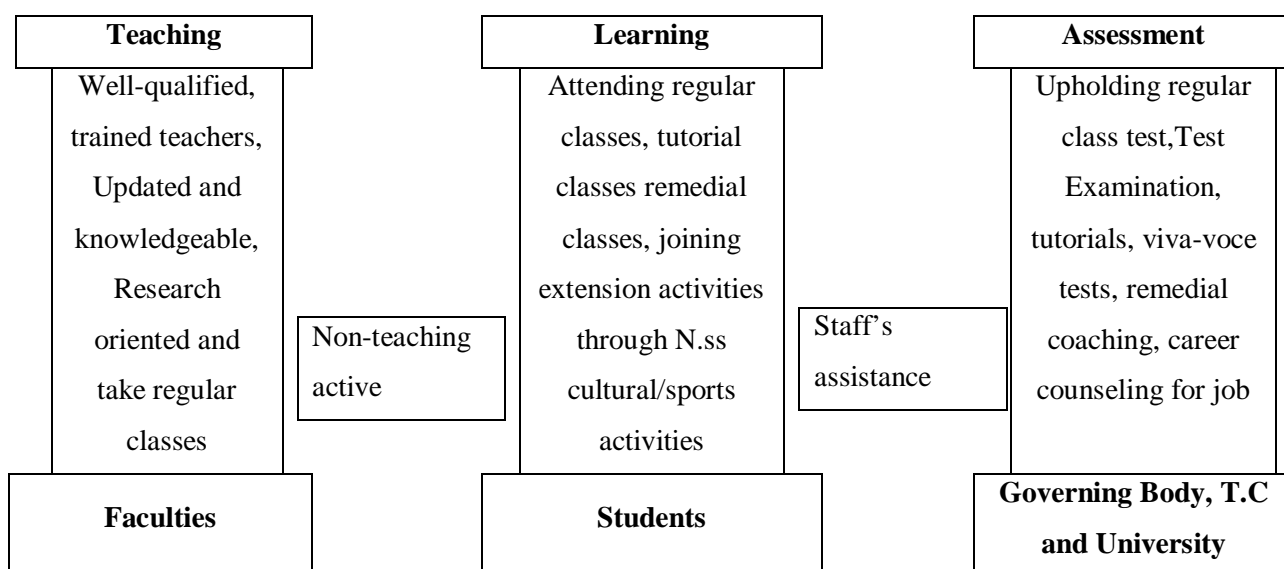 Teaching
Well-qualified,
trained teachers,
Updated and
knowledgeable,
Research
oriented and
take regular
classes
Faculties
Non-teaching
active
Learning
Attending regular
classes, tutorial
classes remedial
classes, joining
extension activities
through N.ss
cultural/sports
activities
Students
Staff’s
assistance
Assessment
Upholding regular
class test,Test
Examination,
tutorials, viva-voce
tests, remedial
coaching, career
counseling for job
Governing Body, T.C
and University